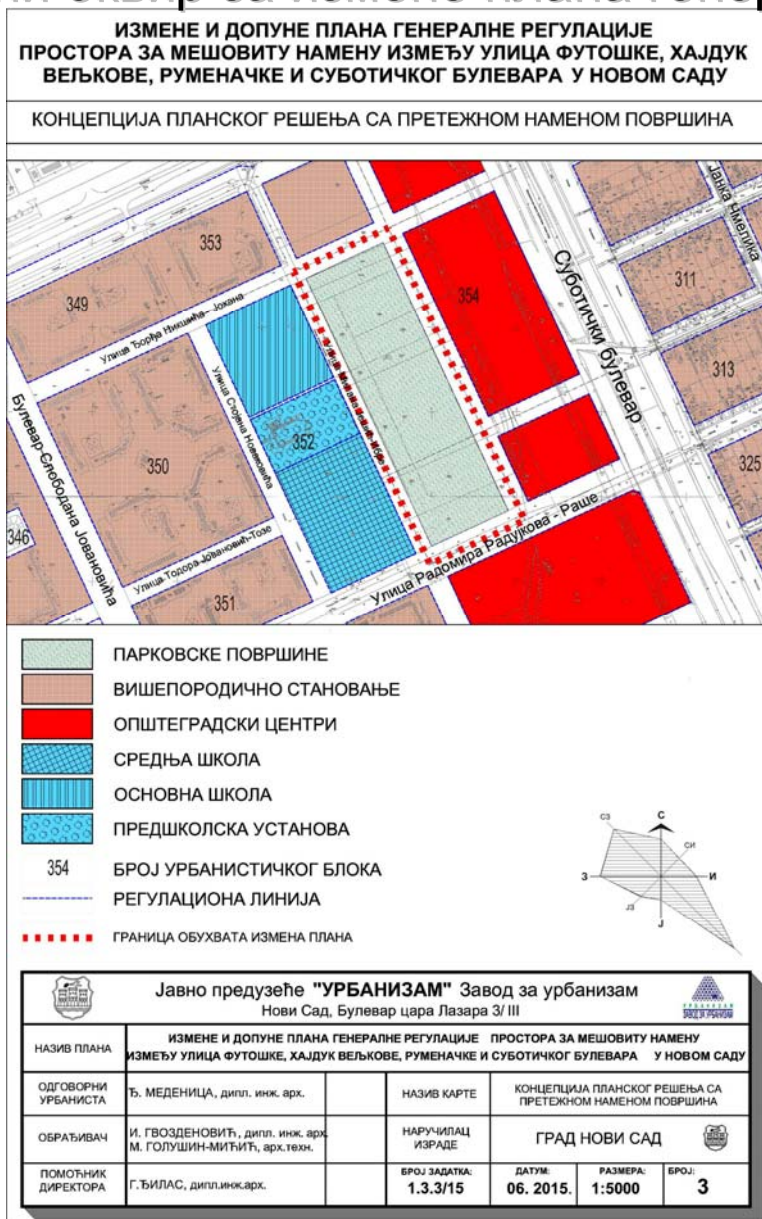 ИЗМЕНЕ И ДОПУНЕ ПЛАНА ГЕНЕРАЛНЕ РЕГУЛАЦИЈЕ
ПРОСТОРА ЗА МЕШОВИТУ НАМЕНУ ИЗМЕЂУ УЛИЦА ФУТОШКЕ, ХАЈДУК
ВЕЉКОВЕ, РУМЕНАЧКЕ И СУБОТИЧКОГ БУЛЕВАРА У НОВОМ САДУ
КОНЦЕПЦИЈА ПЛАНСКОГ РЕШЕЊА СА ПРЕТЕЖНОМ НАМЕНОМ ПОВРШИНА
Јанка Чмелика
353
349
354
311
313
325
Суботички булевар
Улица Ђорђа Никшића - Јохана
Улица Стојана Новаковића
352
350
346
351
Булевар Слободана Јовановића
Улица Тодора Јовановић-Тозе
Улица Радомира Радујкова - Раше
ПАРКОВСКЕ ПОВРШИНЕ
ВИШЕПОРОДИЧНО СТАНОВАЊЕ
ОПШТЕГРАДСКИ ЦЕНТРИ
СРЕДЊА ШКОЛА
ОСНОВНА ШКОЛА
ПРЕДШКОЛСКА УСТАНОВА
354 БРОЈ УРБАНИСТИЧКОГ БЛОКА
РЕГУЛАЦИОНА ЛИНИЈА
ГРАНИЦА ОБУХВАТА ИЗМЕНА ПЛАНА
С
СЗ
СИ
З
И
ЈЗ
Ј
Јавно предузеће "УРБАНИЗАМ" Завод за урбанизам
Нови Сад, Булевар цара Лазара 3/ III
НАЗИВ ПЛАНА
ИЗМЕНЕ И ДОПУНЕ ПЛАНА ГЕНЕРАЛНЕ РЕГУЛАЦИЈЕ ПРОСТОРА ЗА МЕШОВИТУ НАМЕНУ
ИЗМЕЂУ УЛИЦА ФУТОШКЕ, ХАЈДУК ВЕЉКОВЕ, РУМЕНАЧКЕ И СУБОТИЧКОГ БУЛЕВАРА У НОВОМ САДУ
ОДГОВОРНИ
УРБАНИСТА
Ђ. МЕДЕНИЦА, дипл. инж. арх.
НАЗИВ КАРТЕ
КОНЦЕПЦИЈА ПЛАНСКОГ РЕШЕЊА СА
ПРЕТЕЖНОМ НАМЕНОМ ПОВРШИНА
ОБРАЂИВАЧ
И. ГВОЗДЕНОВИЋ, дипл. инж. арх.
М. ГОЛУШИН-МИЋИЋ, арх.техн.
НАРУЧИЛАЦ
ИЗРАДЕ
ГРАД НОВИ САД
ПОМОЋНИК
ДИРЕКТОРА
Г.ЂИЛАС, дипл.инж.арх.
БРОЈ ЗАДАТКА:
1.3.3/15
ДАТУМ:
06. 2015.
РАЗМЕРА:
1:5000
БРОЈ:
3